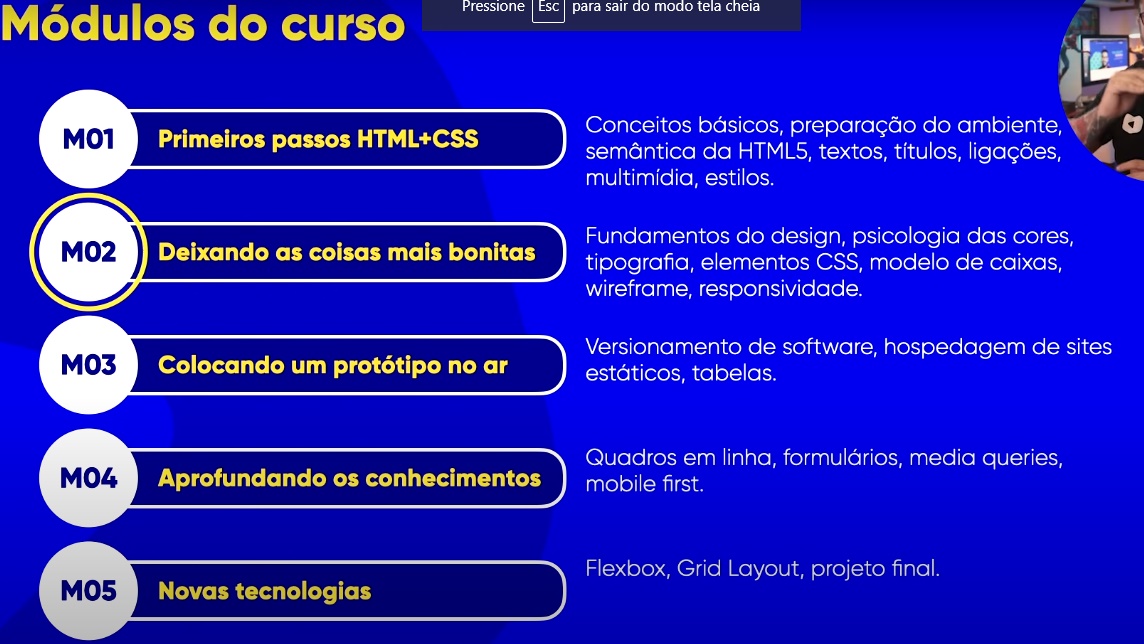 Módulos do curso
Pressione Esc para sair do modo tela cheia
M01
Primeiros passos HTML+CSS
Conceitos básicos, preparação do ambiente,
semântica da HTML5, textos, títulos, ligações,
multimídia, estilos.
M02
Deixando as coisas mais bonitas
Fundamentos do design, psicologia das cores,
tipografia, elementos CSS, modelo de caixas,
wireframe, responsividade.
M03
Colocando um protótipo no ar
Versionamento de software, hospedagem de sites
estáticos, tabelas.
M04
Aprofundando os conhecimentos
Quadros em linha, formulários, media queries,
mobile first.
M05
Novas tecnologias
Flexbox, Grid Layout, projeto final.